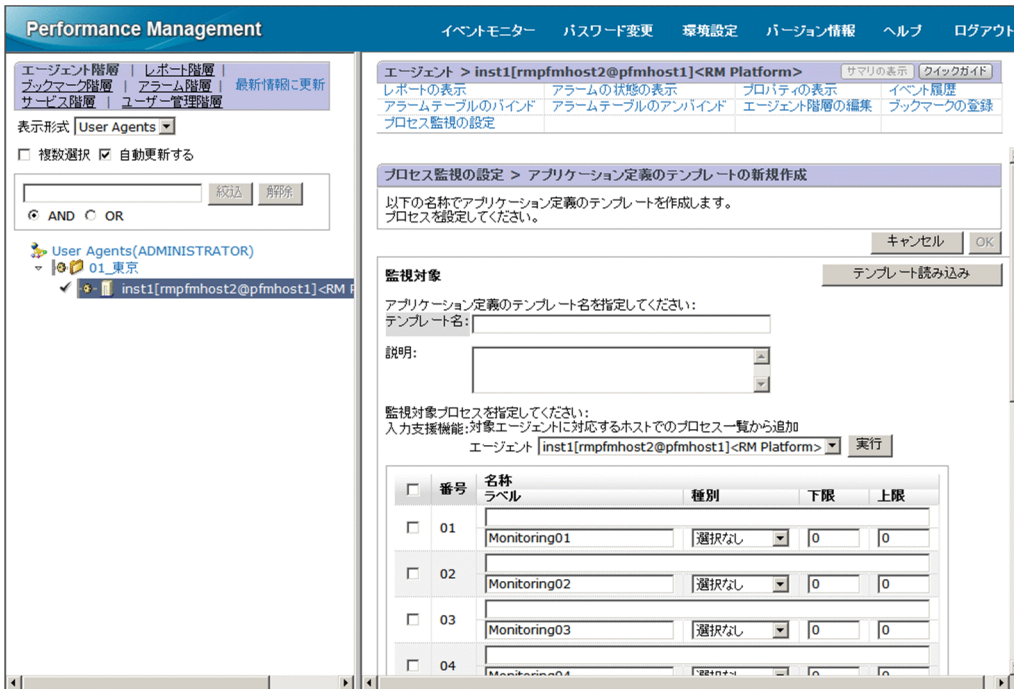 Performance Management
イベントモニター パスワード変更 環境設定 バージョン情報 ヘルプ ログアウト
エージェント階層 | レポート階層 |
ブックマーク階層 | アラーム階層 |
サービス階層 | ユーザー管理階層
最新情報に更新
表示形式 User Agents
複数選択 自動更新する
絞込 解除
AND OR
User Agents(ADMINISTRATOR)
01_東京
inst1[rmpfmhost2@pfmhost1]<RM P
エージェント > inst1[rmpfmhost2@pfmhost1]<RM Platform> サマリの表示 クイックガイド
レポートの表示 アラームの状態の表示 プロパティの表示 イベント履歴
アラームテーブルのバインド アラームテーブルのアンバインド エージェント階層の編集 ブックマークの登録
プロセス監視の設定
プロセス監視の設定 > アプリケーション定義のテンプレートの新規作成
以下の名称でアプリケーション定義のテンプレートを作成します。
プロセスを設定してください。
キャンセル OK
監視対象 テンプレート読み込み
アプリケーション定義のテンプレート名を指定してください:
テンプレート名:
説明:
監視対象プロセスを指定してください:
入力支援機能:対象エージェントに対応するホストでのプロセス一覧から追加
エージェント inst1[rmpfmhost2@pfmhost1]<RM Platform> 実行
番号 名称
ラベル 種別 下限 上限
01
Monitoring01 選択なし 0 0
02
Monitoring02 選択なし 0 0
03
Monitoring03 選択なし 0 0
04
Monitoring04 選択なし